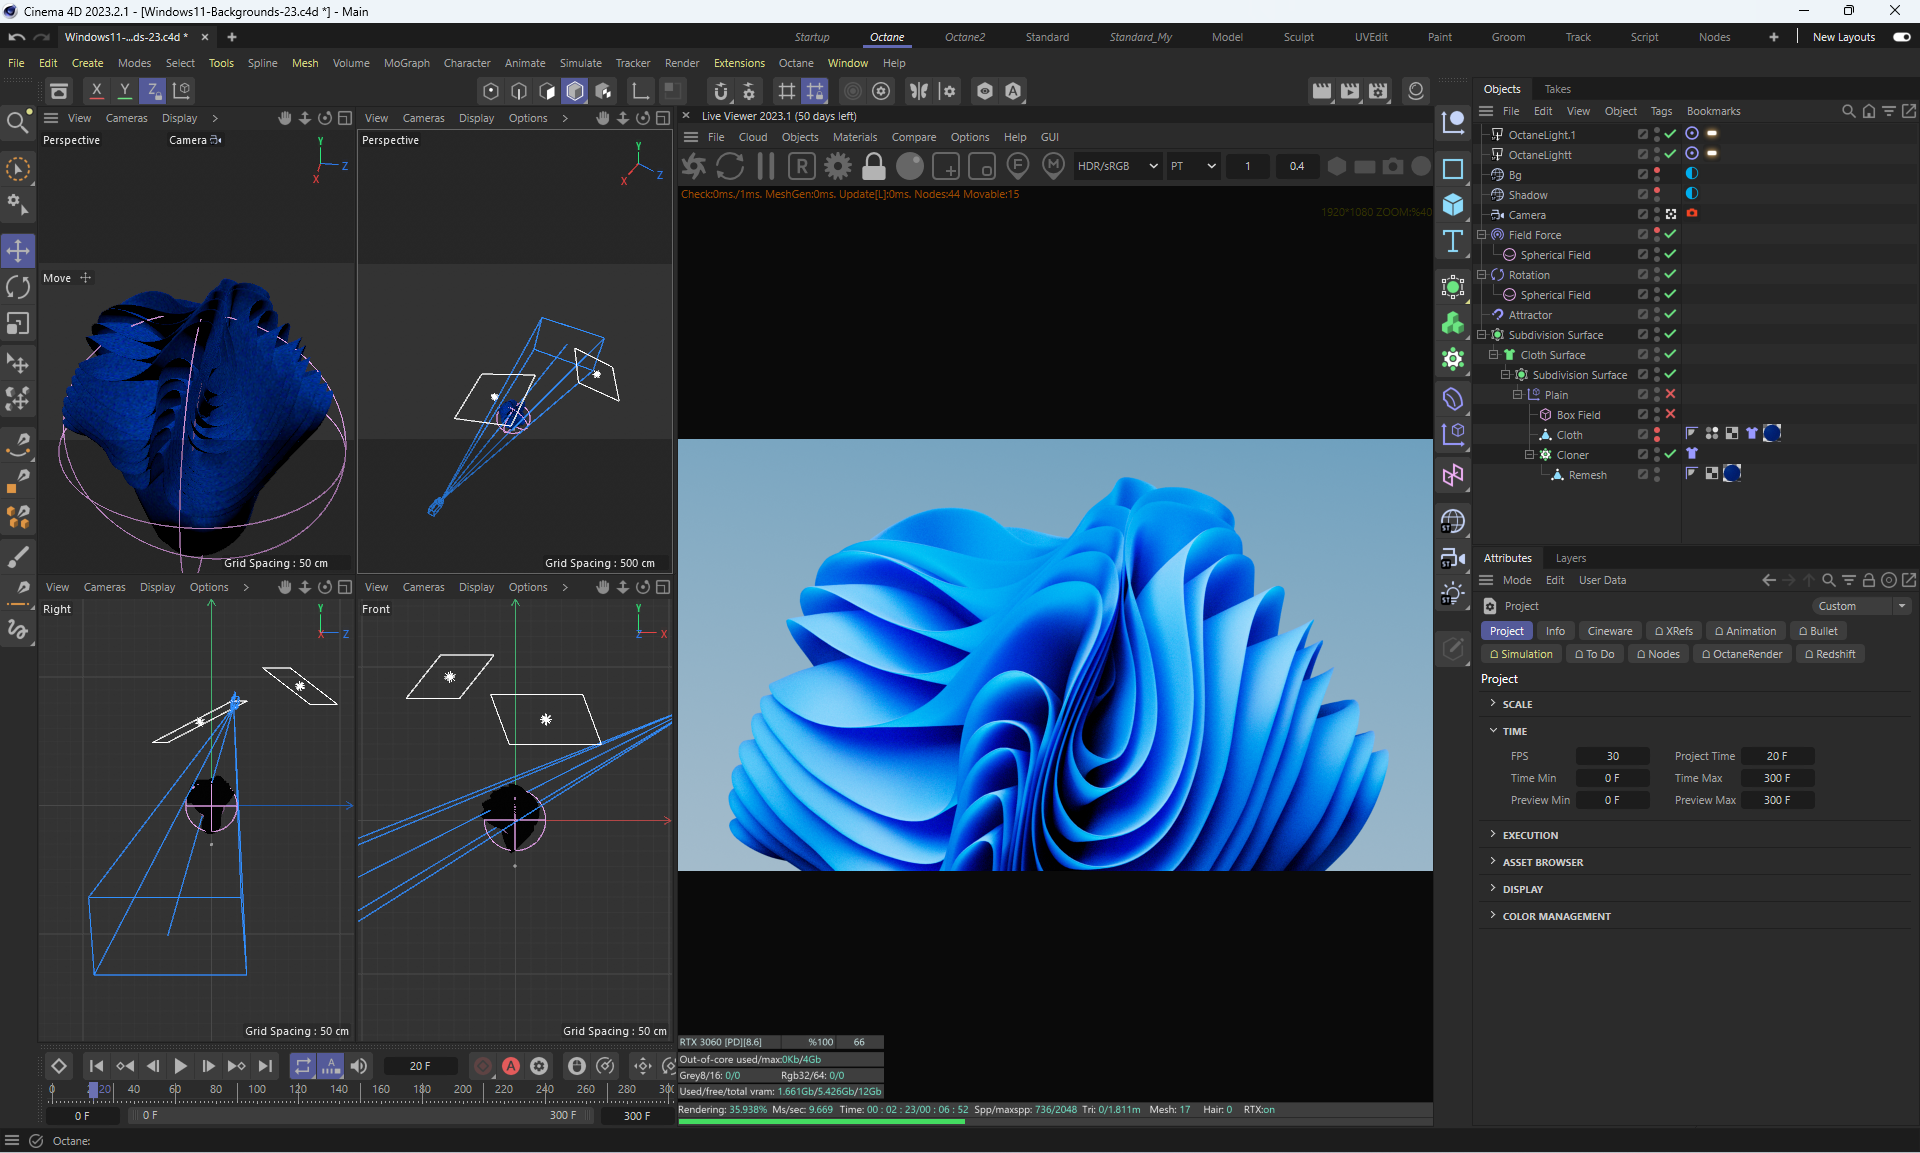 Cinema 4D 2023.2.1 - [Windows11-Backgrounds-23.c4d *] - Main
Windows11-...ds-23.c4d * × +
Startup Octane Octane2 Standard Standard_My Model Sculpt UVEdit Paint Groom Track Script Nodes + New Layouts
File Edit Create Modes Select Tools Spline Mesh Volume MoGraph Character Animate Simulate Tracker Render Extensions Octane Window Help
X Y Z
View Cameras Display >
Perspective Camera
Y Z X
Move
Grid Spacing : 50 cm
View Cameras Display Options >
Perspective
Y Z X
Grid Spacing : 500 cm
View Cameras Display Options >
Right
Y X Z
Grid Spacing : 50 cm
View Cameras Display Options >
Front
Y Z X
Grid Spacing : 50 cm
Live Viewer 2023.1 (50 days left)
File Cloud Objects Materials Compare Options Help GUI
R F M HDR/sRGB PT 1 0.4
Check:0ms./1ms. MeshGen:0ms. Update[L]:0ms. Nodes:44 Movable:15
1920*1080 ZOOM:%40
RTX 3060 [PD][8.6] %100 66
Out-of-core used/max:0Kb/4Gb
Grey8/16: 0/0 Rgb32/64: 0/0
Used/free/total vram: 1.661Gb/5.426Gb/12Gb
Rendering: 35.938% Ms/sec: 9.669 Time: 00 : 02 : 23/00 : 06 : 52 Spp/maxspp: 736/2048 Tri: 0/1.811m Mesh: 17 Hair: 0 RTX:on
T
ST
ST
ST
Objects Takes
File Edit View Object Tags Bookmarks
OctaneLight.1
OctaneLightt
Bg
Shadow
Camera
Field Force
Spherical Field
Rotation
Spherical Field
Attractor
Subdivision Surface
Cloth Surface
Subdivision Surface
Plain
Box Field
Cloth
Cloner
Remesh
Attributes Layers
Mode Edit User Data
Project Custom
Project Info Cineware XRefs Animation Bullet
Simulation To Do Nodes OctaneRender Redshift
Project
> SCALE
TIME
FPS 30 Project Time 20 F
Time Min 0 F Time Max 300 F
Preview Min 0 F Preview Max 300 F
> EXECUTION
> ASSET BROWSER
> DISPLAY
> COLOR MANAGEMENT
20 F
0 20 40 60 80 100 120 140 160 180 200 220 240 260 280
0 F 0 F 300 F 300 F
Octane: